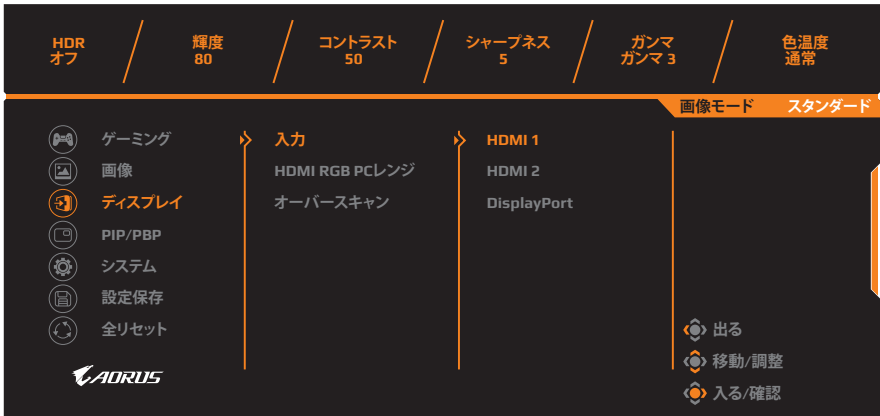 HDR
オフ
輝度
80
コントラスト
50
シャープネス
5
ガンマ
ガンマ 3
色温度
通常
画像モード スタンダード
ゲーミング
画像
ディスプレイ
PIP/PBP
システム
設定保存
全リセット
入力
HDMI RGB PCレンジ
オーバースキャン
HDMI 1
HDMI 2
DisplayPort
出る
移動/調整
入る/確認
AORUS